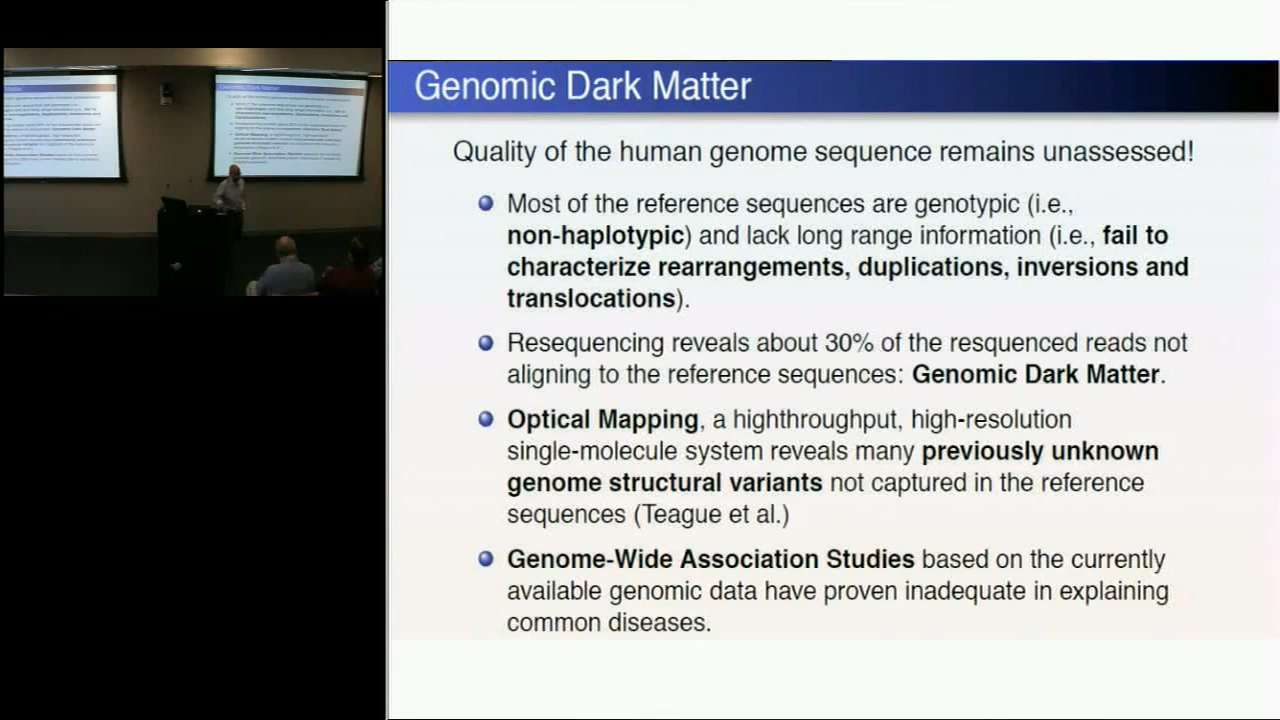 Genomic Dark Matter
Quality of the human genome sequence remains unassessed!
Most of the reference sequences are genotypic (i.e.,
non-haplotypic) and lack long range information (i.e., fail to
characterize rearrangements, duplications, inversions and
translocations).
Resequencing reveals about 30% of the resquenced reads not
aligning to the reference sequences: Genomic Dark Matter.
Optical Mapping, a highthroughput, high-resolution
single-molecule system reveals many previously unknown
genome structural variants not captured in the reference
sequences (Teague et al.)
Genome-Wide Association Studies based on the currently
available genomic data have proven inadequate in explaining
common diseases.